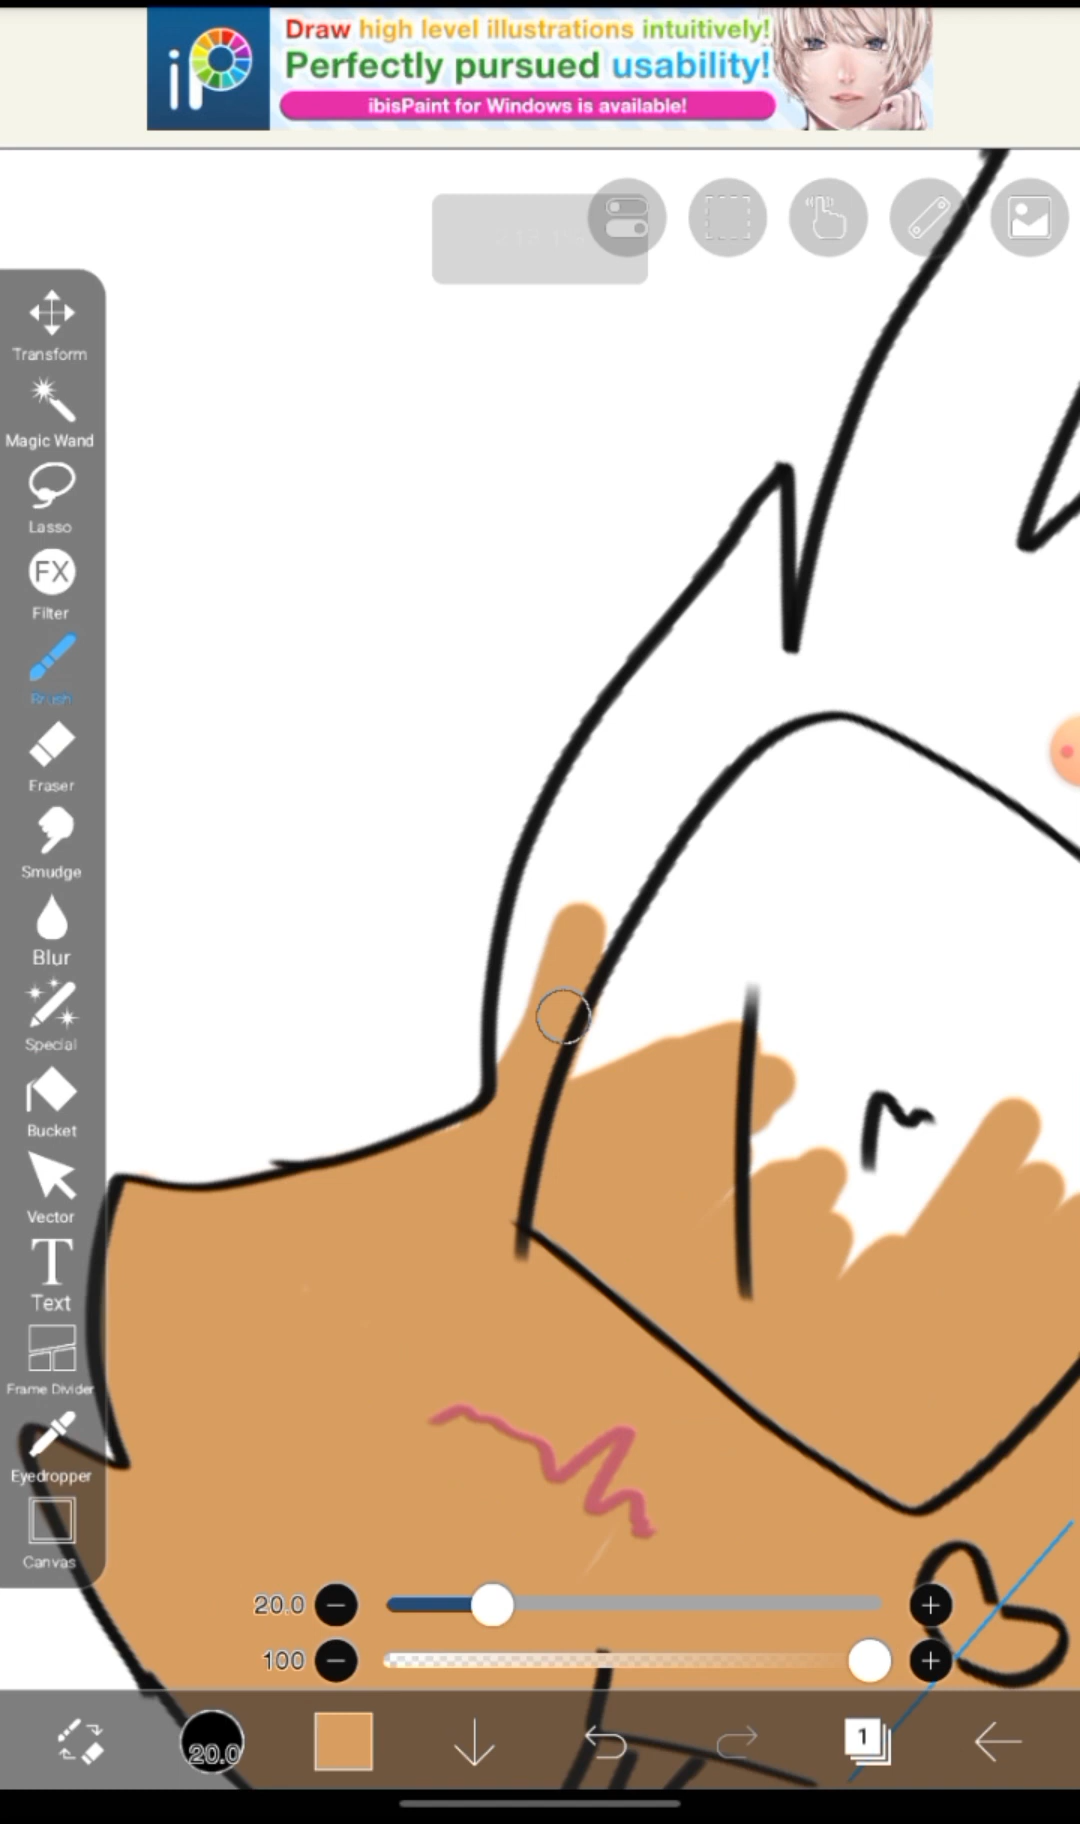 iP
Draw high level illustrations intuitively!
Perfectly pursued usability!
ibisPaint for Windows is available!
Transform
Magic Wand
Lasso
FX
Filter
Brush
Eraser
Smudge
Blur
Special
Bucket
Vector
T
Text
Frame Divider
Eyedropper
Canvas
20.0
100
20.0
1